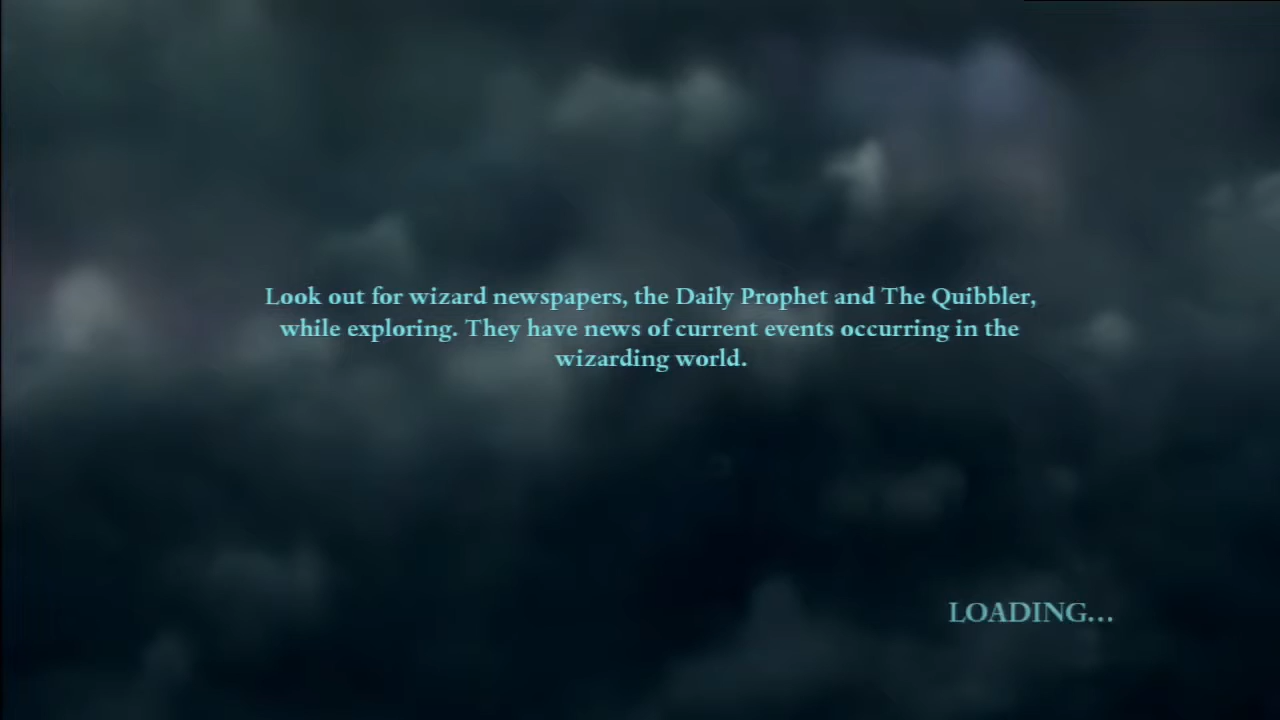 Look out for wizard newspapers, the Daily Prophet and The Quibbler,
while exploring. They have news of current events occurring in the
wizarding world.
LOADING...